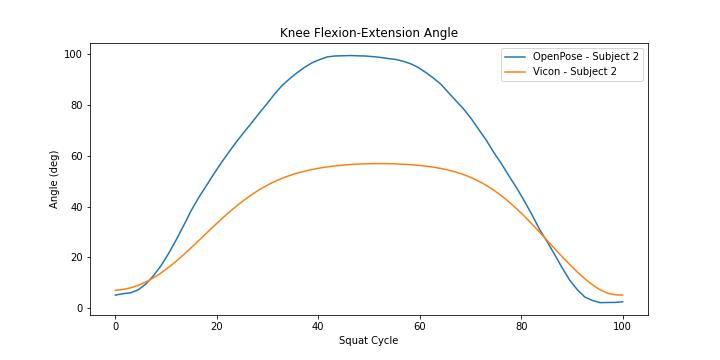 Knee Flexion-Extension Angle
OpenPose - Subject 2
Vicon - Subject 2
Angle (deg)
100
80
60
40
20
0
0 20 40 60 80 100
Squat Cycle